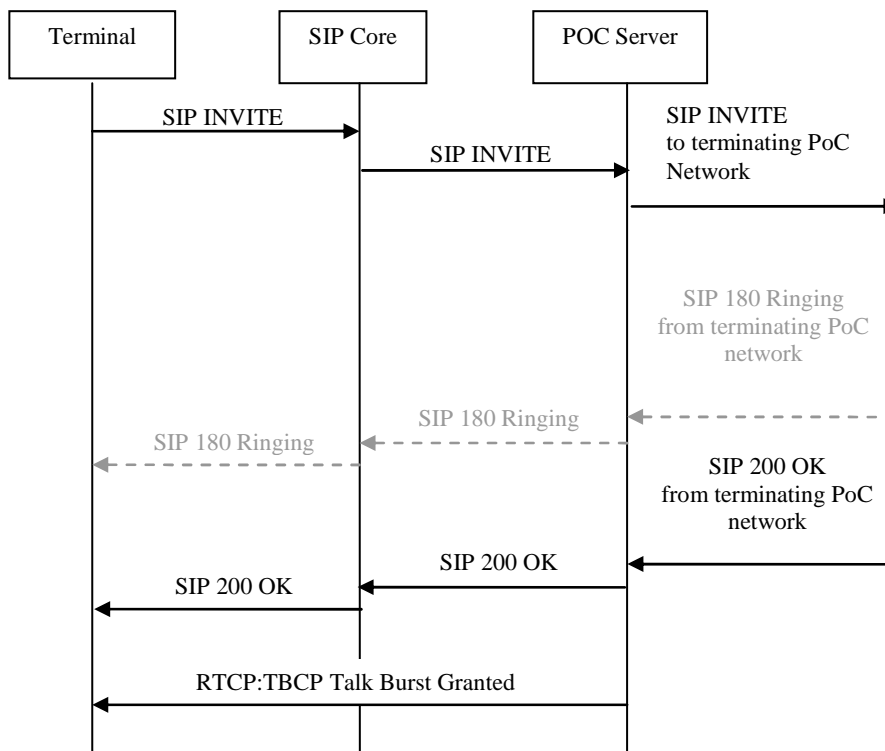 Terminal
SIP Core
POC Server
SIP INVITE
SIP INVITE
SIP INVITE
to terminating PoC
Network
SIP 180 Ringing
from terminating PoC
network
SIP 180 Ringing
SIP 180 Ringing
SIP 200 OK
from terminating PoC
network
SIP 200 OK
SIP 200 OK
RTCP:TBCP Talk Burst Granted